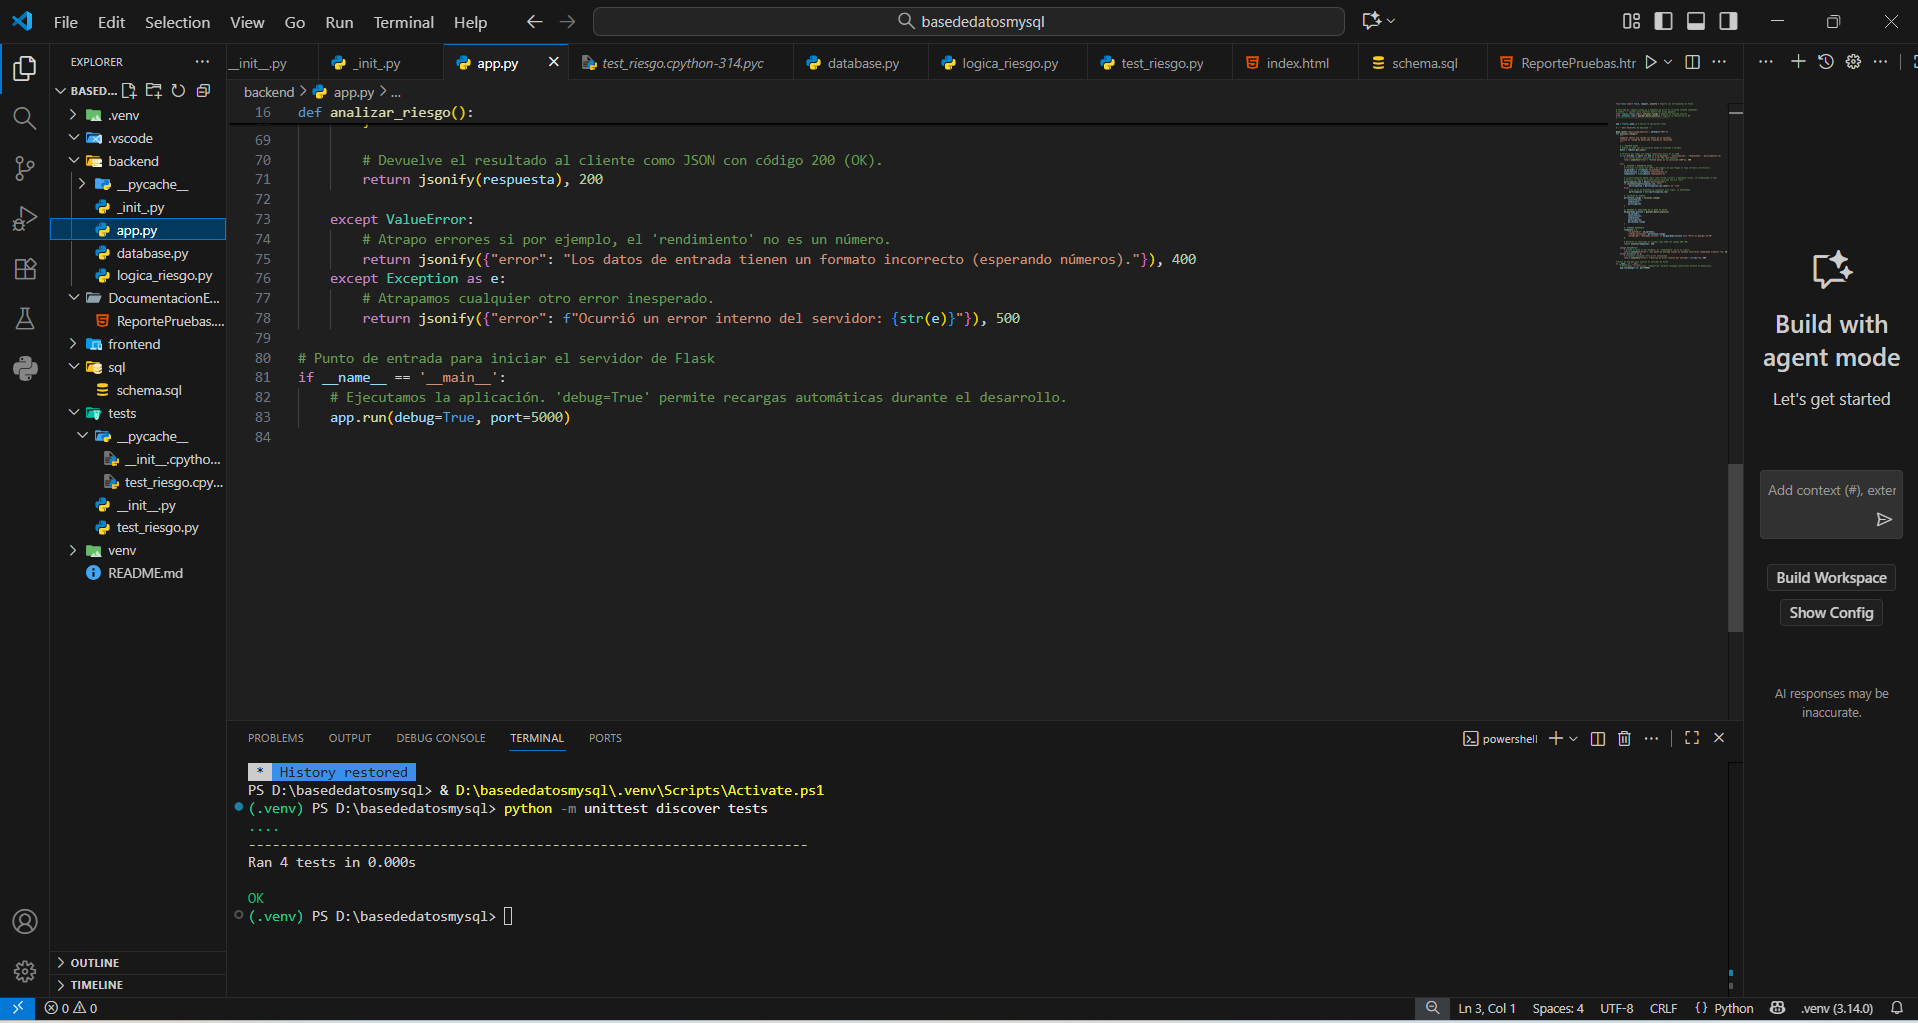 File Edit Selection View Go Run Terminal Help
basededatosmysql
EXPLORER
__init__.py
_init_.py
app.py
test_riesgo.cpython-314.pyc
database.py
logica_riesgo.py
test_riesgo.py
index.html
schema.sql
ReportePruebas.htr
BASED...
.venv
.vscode
backend
__pycache__
_init_.py
app.py
database.py
logica_riesgo.py
DocumentacionE...
ReportePruebas....
frontend
sql
schema.sql
tests
__pycache__
__init__.cpytho...
test_riesgo.cpy...
__init__.py
test_riesgo.py
venv
README.md
OUTLINE
TIMELINE
backend > app.py > ...
16 def analizar_riesgo():
69
70 # Devuelve el resultado al cliente como JSON con código 200 (OK).
71 return jsonify(respuesta), 200
72
73 except ValueError:
74 # Atrapo errores si por ejemplo, el 'rendimiento' no es un número.
75 return jsonify({"error": "Los datos de entrada tienen un formato incorrecto (esperando números)."}), 400
76 except Exception as e:
77 # Atrapamos cualquier otro error inesperado.
78 return jsonify({"error": f"Ocurrió un error interno del servidor: {str(e)}"}), 500
79
80 # Punto de entrada para iniciar el servidor de Flask
81 if __name__ == '__main__':
82 # Ejecutamos la aplicación. 'debug=True' permite recargas automáticas durante el desarrollo.
83 app.run(debug=True, port=5000)
84
PROBLEMS OUTPUT DEBUG CONSOLE TERMINAL PORTS
powershell
* History restored
PS D:\basededatosmysql> & D:\basededatosmysql\.venv\Scripts\Activate.ps1
(.venv) PS D:\basededatosmysql> python -m unittest discover tests
....
----------------------------------------------------------------------
Ran 4 tests in 0.000s
OK
(.venv) PS D:\basededatosmysql>
Build with
agent mode
Let's get started
Add context (#), exter
Build Workspace
Show Config
AI responses may be
inaccurate.
0 0
Ln 3, Col 1 Spaces: 4 UTF-8 CRLF {} Python .venv (3.14.0)